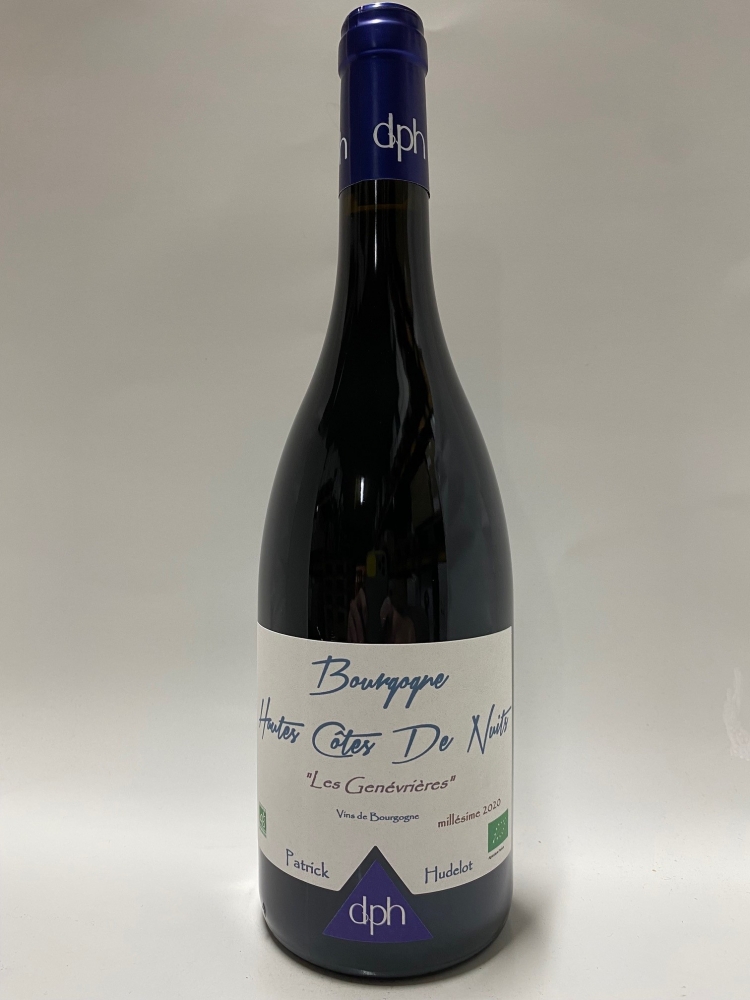 dph
Bourgogne
Hautes Côtes De Nuits
"Les Genévrières"
Vins de Bourgogne
millésime 2020
Patrick
Hudelot
dph